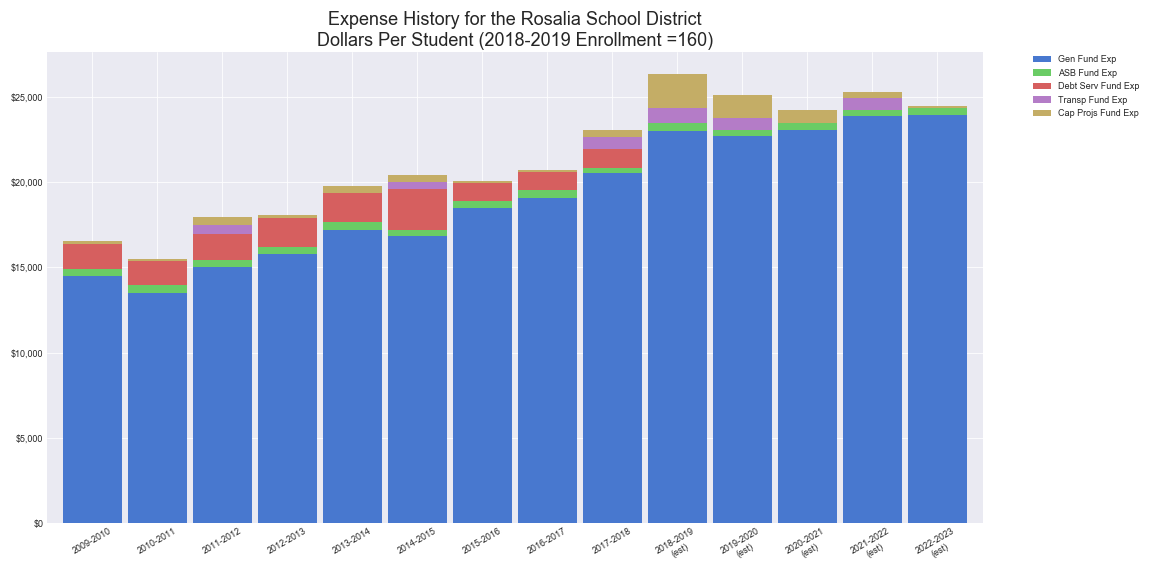 Expense History for the Rosalia School District
Dollars Per Student (2018-2019 Enrollment =160)
Gen Fund Exp
ASB Fund Exp
Debt Serv Fund Exp
Transp Fund Exp
Cap Projs Fund Exp
$25,000
$20,000
$15,000
$10,000
$5,000
$0
2009-2010
2010-2011
2011-2012
2012-2013
2013-2014
2014-2015
2015-2016
2016-2017
2017-2018
2018-2019
(est)
2019-2020
(est)
2020-2021
(est)
2021-2022
(est)
2022-2023
(est)